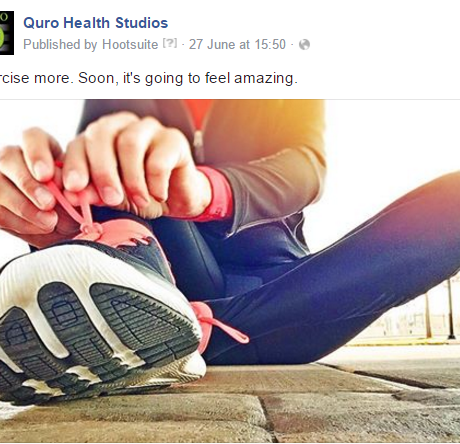 Quro Health Studios
Published by Hootsuite [?] · 27 June at 15:50 ·
rcise more. Soon, it's going to feel amazing.